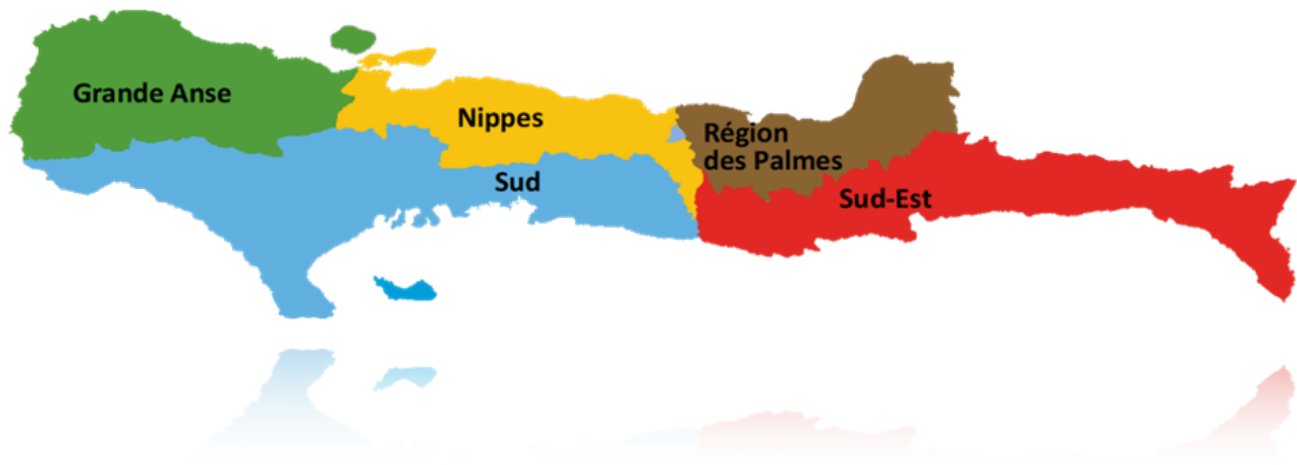 Grande Anse
Nippes
Région
des Palmes
Sud
Sud-Est